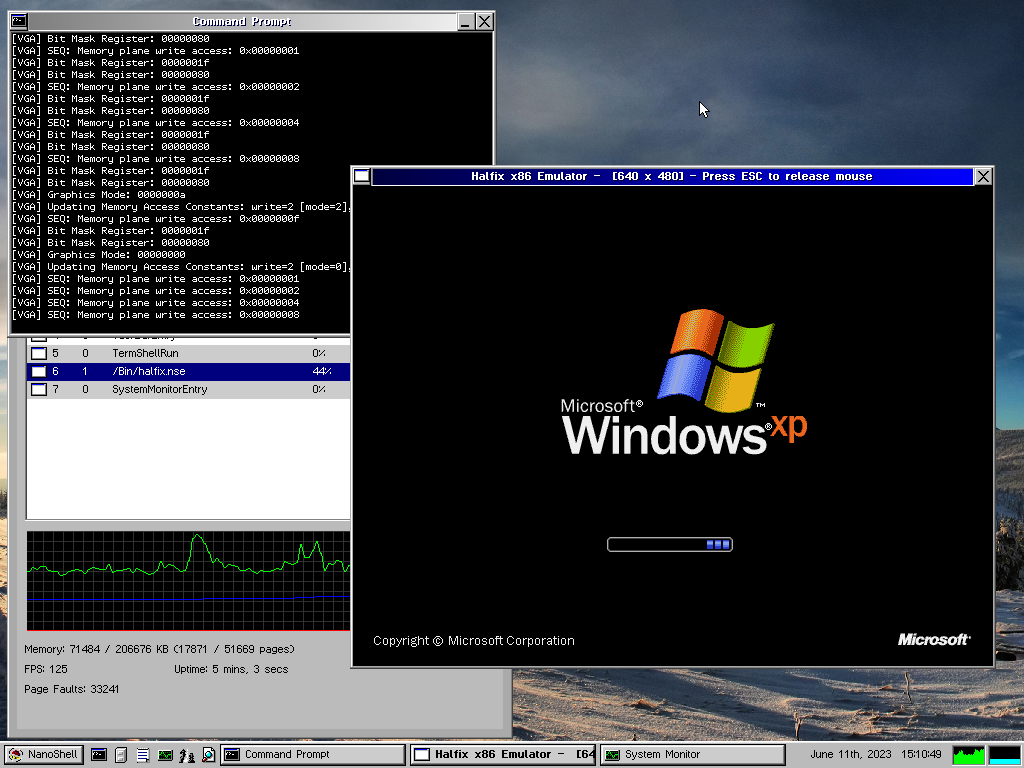 Command Prompt
[VGA] Bit Mask Register: 00000080
[VGA] SEQ: Memory plane write access: 0x00000001
[VGA] Bit Mask Register: 0000001f
[VGA] Bit Mask Register: 00000080
[VGA] SEQ: Memory plane write access: 0x00000002
[VGA] Bit Mask Register: 0000001f
[VGA] Bit Mask Register: 00000080
[VGA] SEQ: Memory plane write access: 0x00000004
[VGA] Bit Mask Register: 0000001f
[VGA] Bit Mask Register: 00000080
[VGA] SEQ: Memory plane write access: 0x00000008
[VGA] Bit Mask Register: 0000001f
[VGA] Bit Mask Register: 00000080
[VGA] Graphics Mode: 0000000a
[VGA] Updating Memory Access Constants: write=2 [mode=2],
[VGA] SEQ: Memory plane write access: 0x0000000f
[VGA] Bit Mask Register: 0000001f
[VGA] Bit Mask Register: 00000080
[VGA] Graphics Mode: 00000000
[VGA] Updating Memory Access Constants: write=2 [mode=0],
[VGA] SEQ: Memory plane write access: 0x00000001
[VGA] SEQ: Memory plane write access: 0x00000002
[VGA] SEQ: Memory plane write access: 0x00000004
[VGA] SEQ: Memory plane write access: 0x00000008
Halfix x86 Emulator - [640 x 480] - Press ESC to release mouse
Microsoft®
Windows®xp
™
Copyright © Microsoft Corporation
Microsoft®
5 0 TermShellRun 0%
6 1 /Bin/halfix.nse 44%
7 0 SystemMonitorEntry 0%
Memory: 71484 / 206676 KB (17871 / 51669 pages)
FPS: 125 Uptime: 5 mins, 3 secs
Page Faults: 33241
NanoShell Command Prompt Halfix x86 Emulator - [64 System Monitor June 11th, 2023 15:10:49